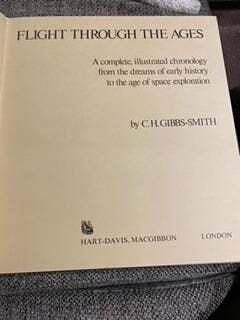 FLIGHT THROUGH THE AGES
A complete, illustrated chronology
from the dreams of early history
to the age of space exploration
by C.H.GIBBS-SMITH
HART-DAVIS, MACGIBBON LONDON